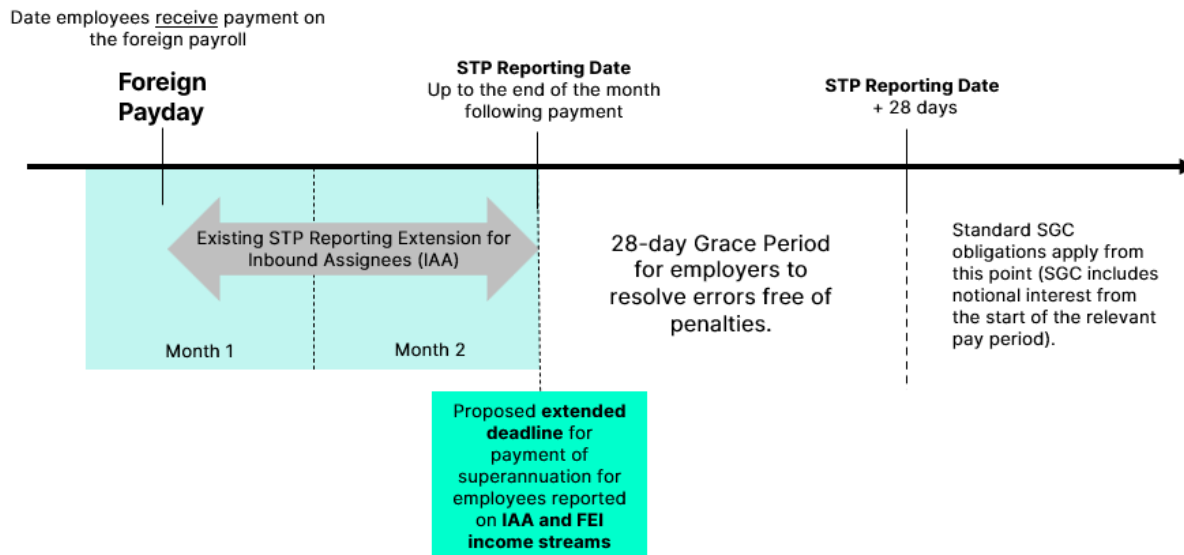 Date employees receive payment on
the foreign payroll
Foreign
Payday
STP Reporting Date
Up to the end of the month
following payment
STP Reporting Date
+ 28 days
Existing STP Reporting Extension for
Inbound Assignees (IAA)
Month 1
Month 2
28-day Grace Period
for employers to
resolve errors free of
penalties.
Standard SGC
obligations apply from
this point (SGC includes
notional interest from
the start of the relevant
pay period).
Proposed extended
deadline for
payment of
superannuation for
employees reported
on IAA and FEI
income streams